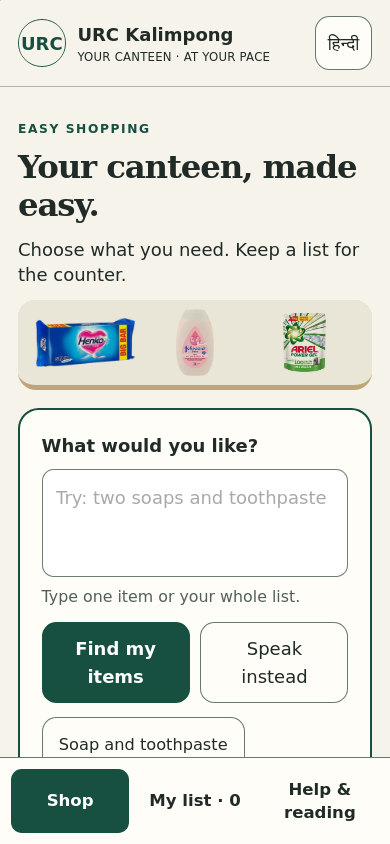 URC
URC Kalimpong
YOUR CANTEEN · AT YOUR PACE
हिन्दी
EASY SHOPPING
Your canteen, made
easy.
Choose what you need. Keep a list for
the counter.
Henko
BIG BAR
Johnson's
ARIEL
POWER GEL
What would you like?
Try: two soaps and toothpaste
Type one item or your whole list.
Find my
items
Speak
instead
Soap and toothpaste
Shop
My list · 0
Help &
reading